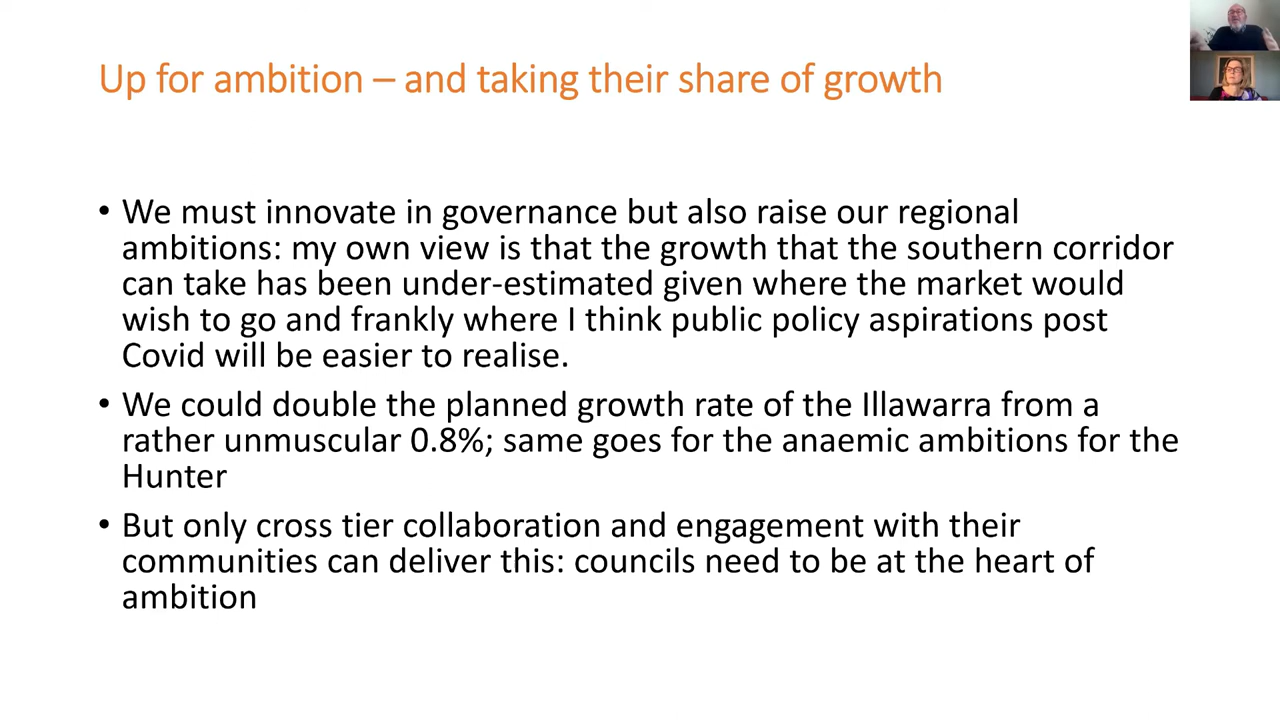 Up for ambition – and taking their share of growth
• We must innovate in governance but also raise our regional
ambitions: my own view is that the growth that the southern corridor
can take has been under-estimated given where the market would
wish to go and frankly where I think public policy aspirations post
Covid will be easier to realise.
• We could double the planned growth rate of the Illawarra from a
rather unmuscular 0.8%; same goes for the anaemic ambitions for the
Hunter
• But only cross tier collaboration and engagement with their
communities can deliver this: councils need to be at the heart of
ambition